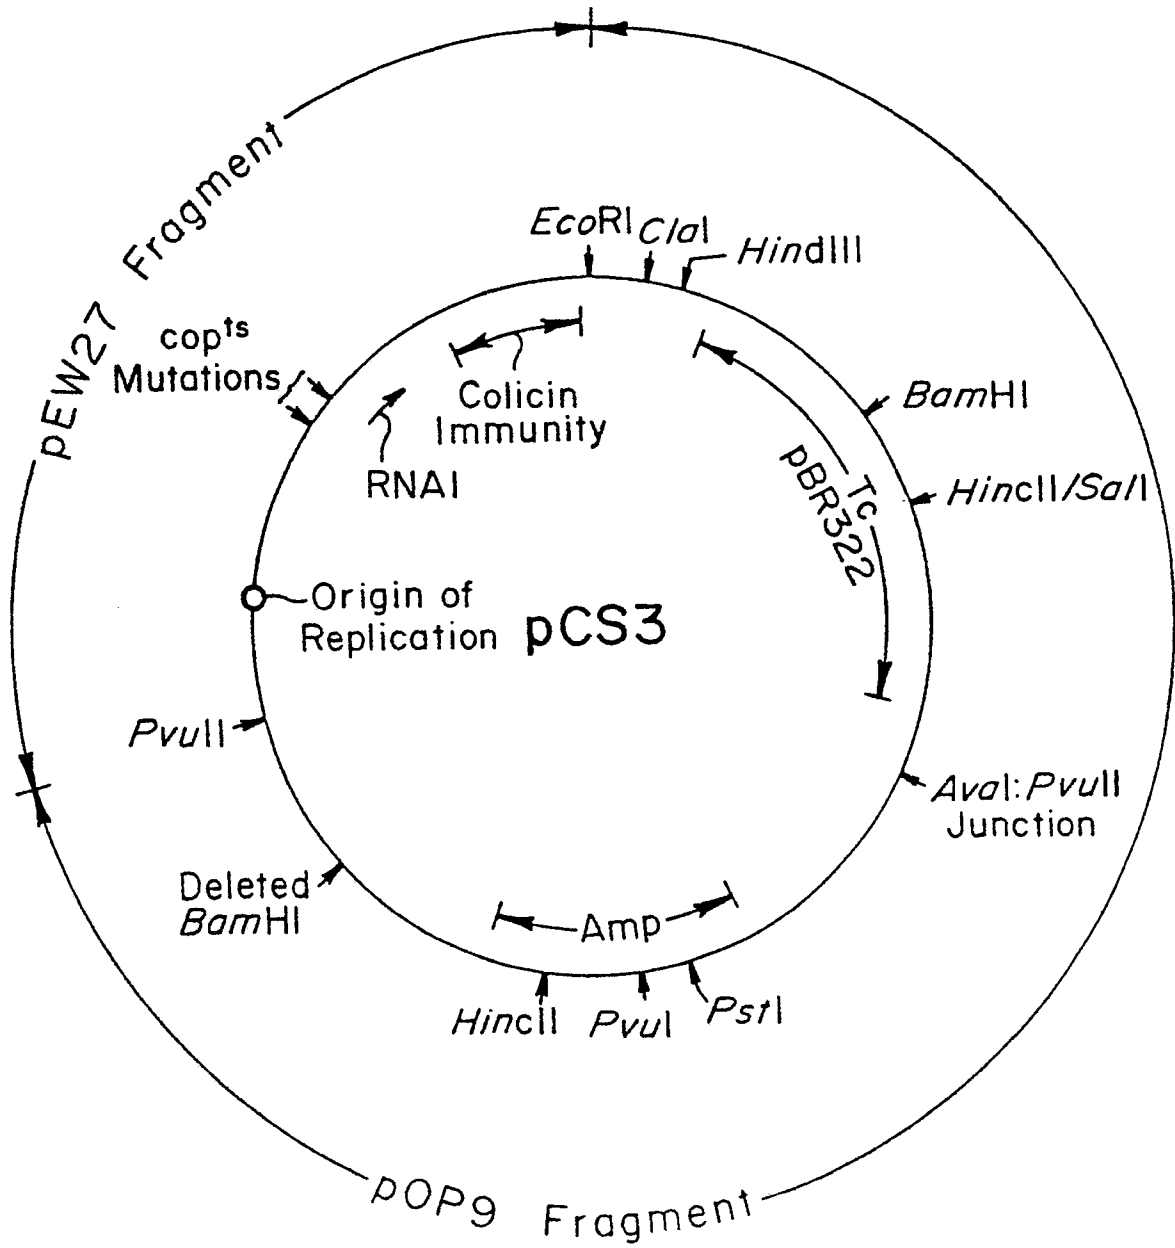 pEW27 Fragment
EcoRI
ClaI
HindIII
cop^ts
Mutations
Colicin
Immunity
RNAI
BamHI
HincII/SalI
Tc
pBR322
Origin of
Replication
pCS3
PvuII
AvaI:PvuII
Junction
Deleted
BamHI
Amp
HincII
PvuI
PstI
pOP9 Fragment